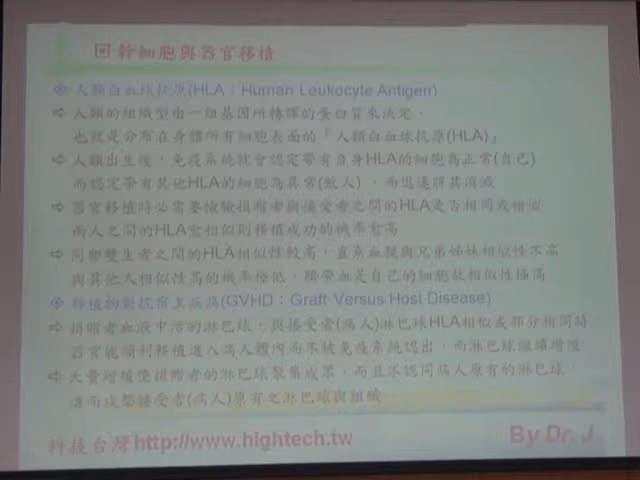 幹細胞與器官移植
人類白血球抗原(HLA：Human Leukocyte Antigen)
人類的組織型由一組基因所轉譯的蛋白質來決定，
也就是分布在身體所有細胞表面的「人類白血球抗原(HLA)」
人類出生後，免疫系統就會認定帶有自身HLA的細胞為正常(自己)
而認定帶有其他HLA的細胞為異常(敵人)，而迅速將其消滅
器官移植時必需要檢驗捐贈者與接受者之間的HLA是否相同或相似
兩人之間的HLA愈相似則移植成功的機率愈高
同卵雙生者之間的HLA相似性較高，直系血親與兄弟姊妹相似性不高
與其他人相似性高的機率極低，臍帶血是自己的細胞故相似性極高
移植物對抗宿主疾病(GVHD：Graft Versus Host Disease)
捐贈者血液中活的淋巴球，與接受者(病人)淋巴球HLA相似或部分相同時
器官能順利移植進入病人體內而不被免疫系統認出，而淋巴球繼續增殖
大量增殖後捐贈者的淋巴球聚集成眾，而且不認同病人原有的淋巴球，
進而攻擊接受者(病人)原有之淋巴球與組織
科技台灣http://www.hightech.tw
By Dr. J